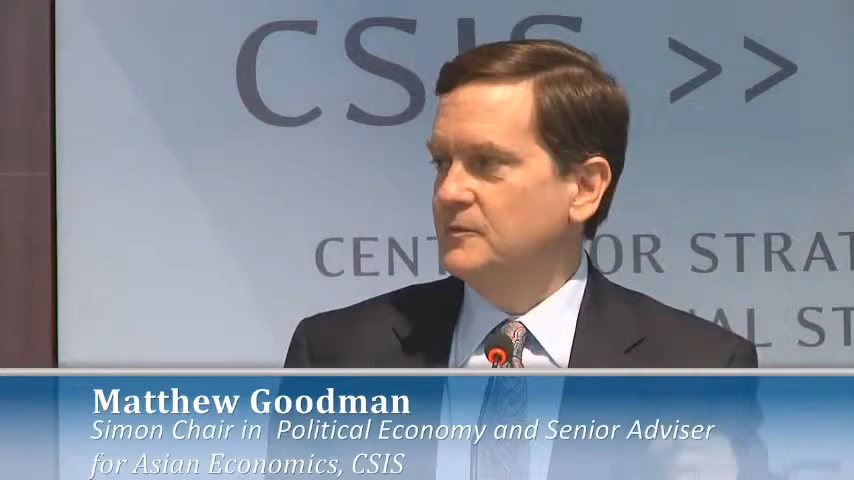 CSIS >>
CENT OR STRAT
AL ST
Matthew Goodman
Simon Chair in Political Economy and Senior Adviser
for Asian Economics, CSIS